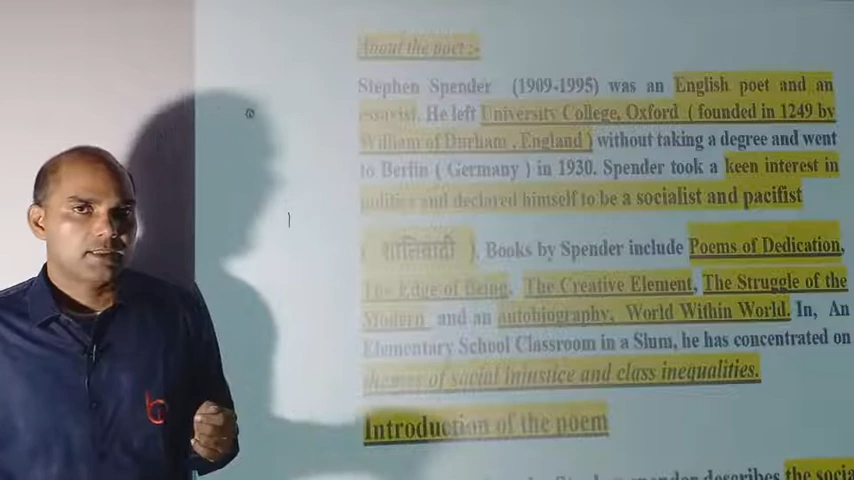 About the poet :-
Stephen Spender (1909-1995) was an English poet and an
essayist. He left University College, Oxford ( founded in 1249 by
William of Durham , England ) without taking a degree and went
to Berlin ( Germany ) in 1930. Spender took a keen interest in
politics and declared himself to be a socialist and pacifist
( शांतिवादी ). Books by Spender include Poems of Dedication,
The Edge of Being, The Creative Element, The Struggle of the
Modern and an autobiography, World Within World. In, An
Elementary School Classroom in a Slum, he has concentrated on
themes of social injustice and class inequalities.
Introduction of the poem
describes the socia